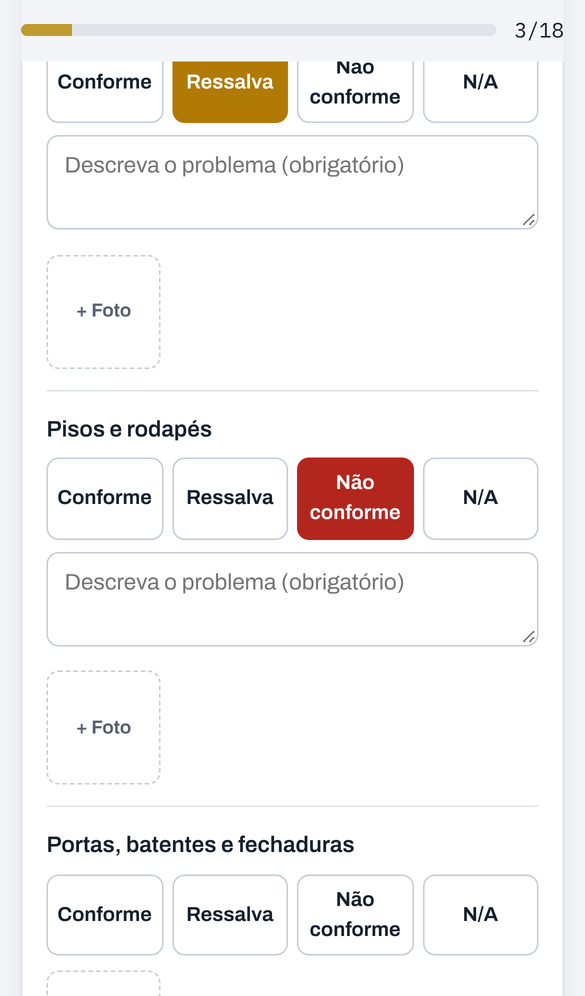 3/18
Conforme
Ressalva
Não
conforme
N/A
Descreva o problema (obrigatório)
+ Foto
Pisos e rodapés
Conforme
Ressalva
Não
conforme
N/A
Descreva o problema (obrigatório)
+ Foto
Portas, batentes e fechaduras
Conforme
Ressalva
Não
conforme
N/A